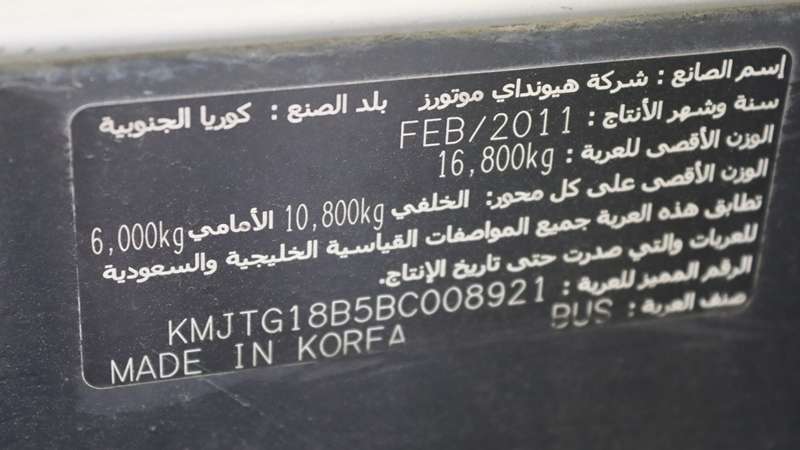 إسم الصانع : شركة هيونداي موتورز بلد الصنع : كوريا الجنوبية
سنة وشهر الأنتاج : FEB/2011
الوزن الأقصى للعربة : 16,800kg
الوزن الأقصى على كل محور: الخلفي 10,800kg الأمامي 6,000kg
تطابق هذه العربة جميع المواصفات القياسية الخليجية والسعودية
للعربات والتي صدرت حتى تاريخ الإنتاج.
الرقم المميز للعربة : KMJTG18B5BC008921
صنف العربة : BUS
MADE IN KOREA